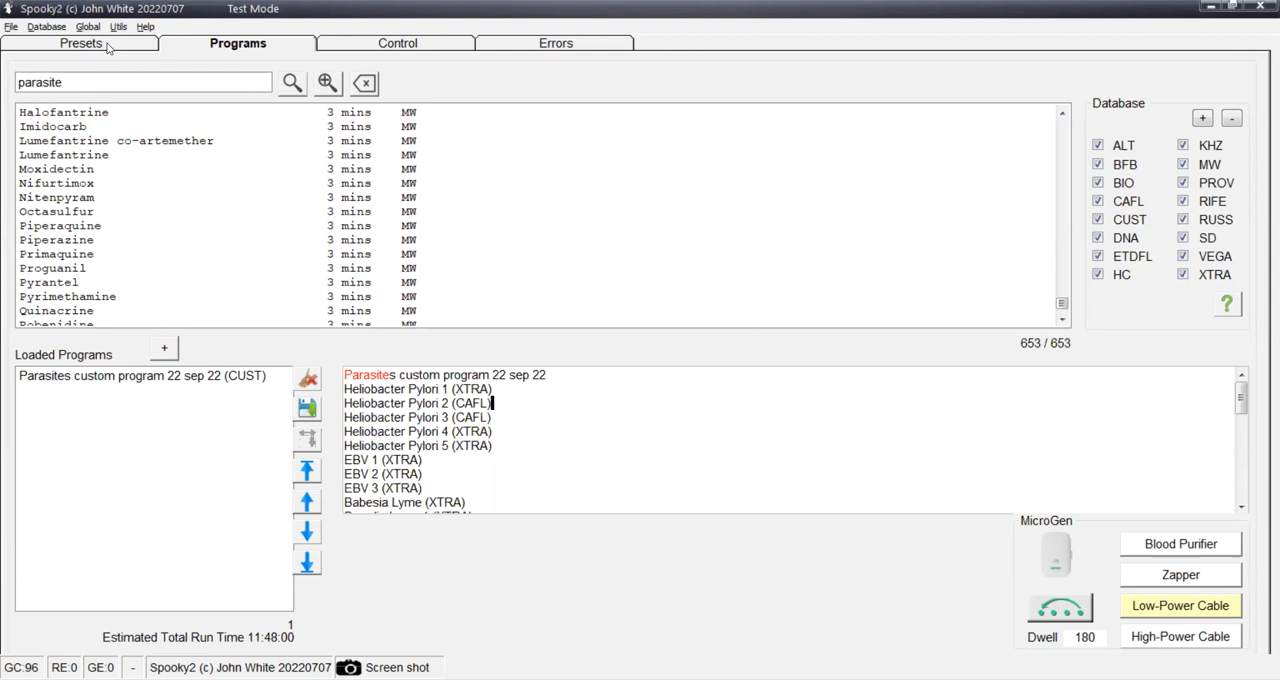 Spooky2 (c) John White 20220707 Test Mode
File Database Global Utils Help
Presets Programs Control Errors
parasite
Halofantrine 3 mins MW
Imidocarb 3 mins MW
Lumefantrine co-artemether 3 mins MW
Lumefantrine 3 mins MW
Moxidectin 3 mins MW
Nifurtimox 3 mins MW
Nitenpyram 3 mins MW
Octasulfur 3 mins MW
Piperaquine 3 mins MW
Piperazine 3 mins MW
Primaquine 3 mins MW
Proguanil 3 mins MW
Pyrantel 3 mins MW
Pyrimethamine 3 mins MW
Quinacrine 3 mins MW
Robenidine 3 mins MW
Database
+ -
ALT KHZ
BFB MW
BIO PROV
CAFL RIFE
CUST RUSS
DNA SD
ETDFL VEGA
HC XTRA
?
653 / 653
Loaded Programs +
Parasites custom program 22 sep 22 (CUST)
1
Estimated Total Run Time 11:48:00
Parasites custom program 22 sep 22
Heliobacter Pylori 1 (XTRA)
Heliobacter Pylori 2 (CAFL)
Heliobacter Pylori 3 (CAFL)
Heliobacter Pylori 4 (XTRA)
Heliobacter Pylori 5 (XTRA)
EBV 1 (XTRA)
EBV 2 (XTRA)
EBV 3 (XTRA)
Babesia Lyme (XTRA)
MicroGen
Blood Purifier
Zapper
Low-Power Cable
High-Power Cable
Dwell 180
GC:96 RE:0 GE:0 - Spooky2 (c) John White 20220707 Screen shot